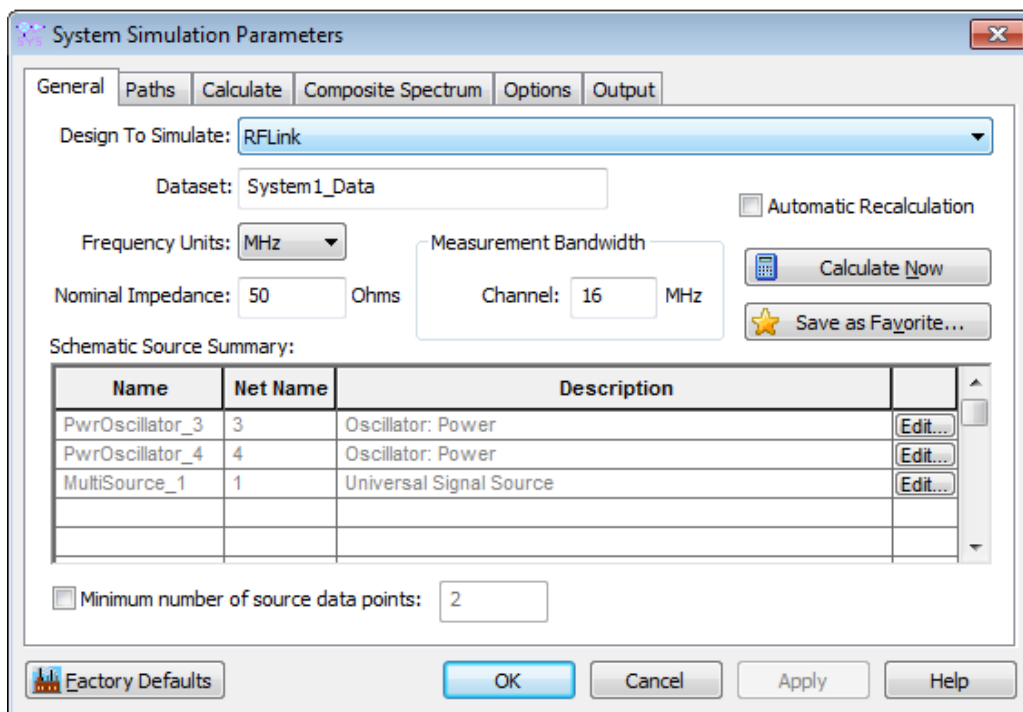 System Simulation Parameters
General Paths Calculate Composite Spectrum Options Output
Design To Simulate: RFLink
Dataset: System1_Data
Automatic Recalculation
Frequency Units: MHz
Measurement Bandwidth
Calculate Now
Nominal Impedance: 50 Ohms
Channel: 16 MHz
Save as Favorite...
Schematic Source Summary:
Name Net Name Description
PwrOscillator_3 3 Oscillator: Power Edit...
PwrOscillator_4 4 Oscillator: Power Edit...
MultiSource_1 1 Universal Signal Source Edit...
Minimum number of source data points: 2
Factory Defaults OK Cancel Apply Help